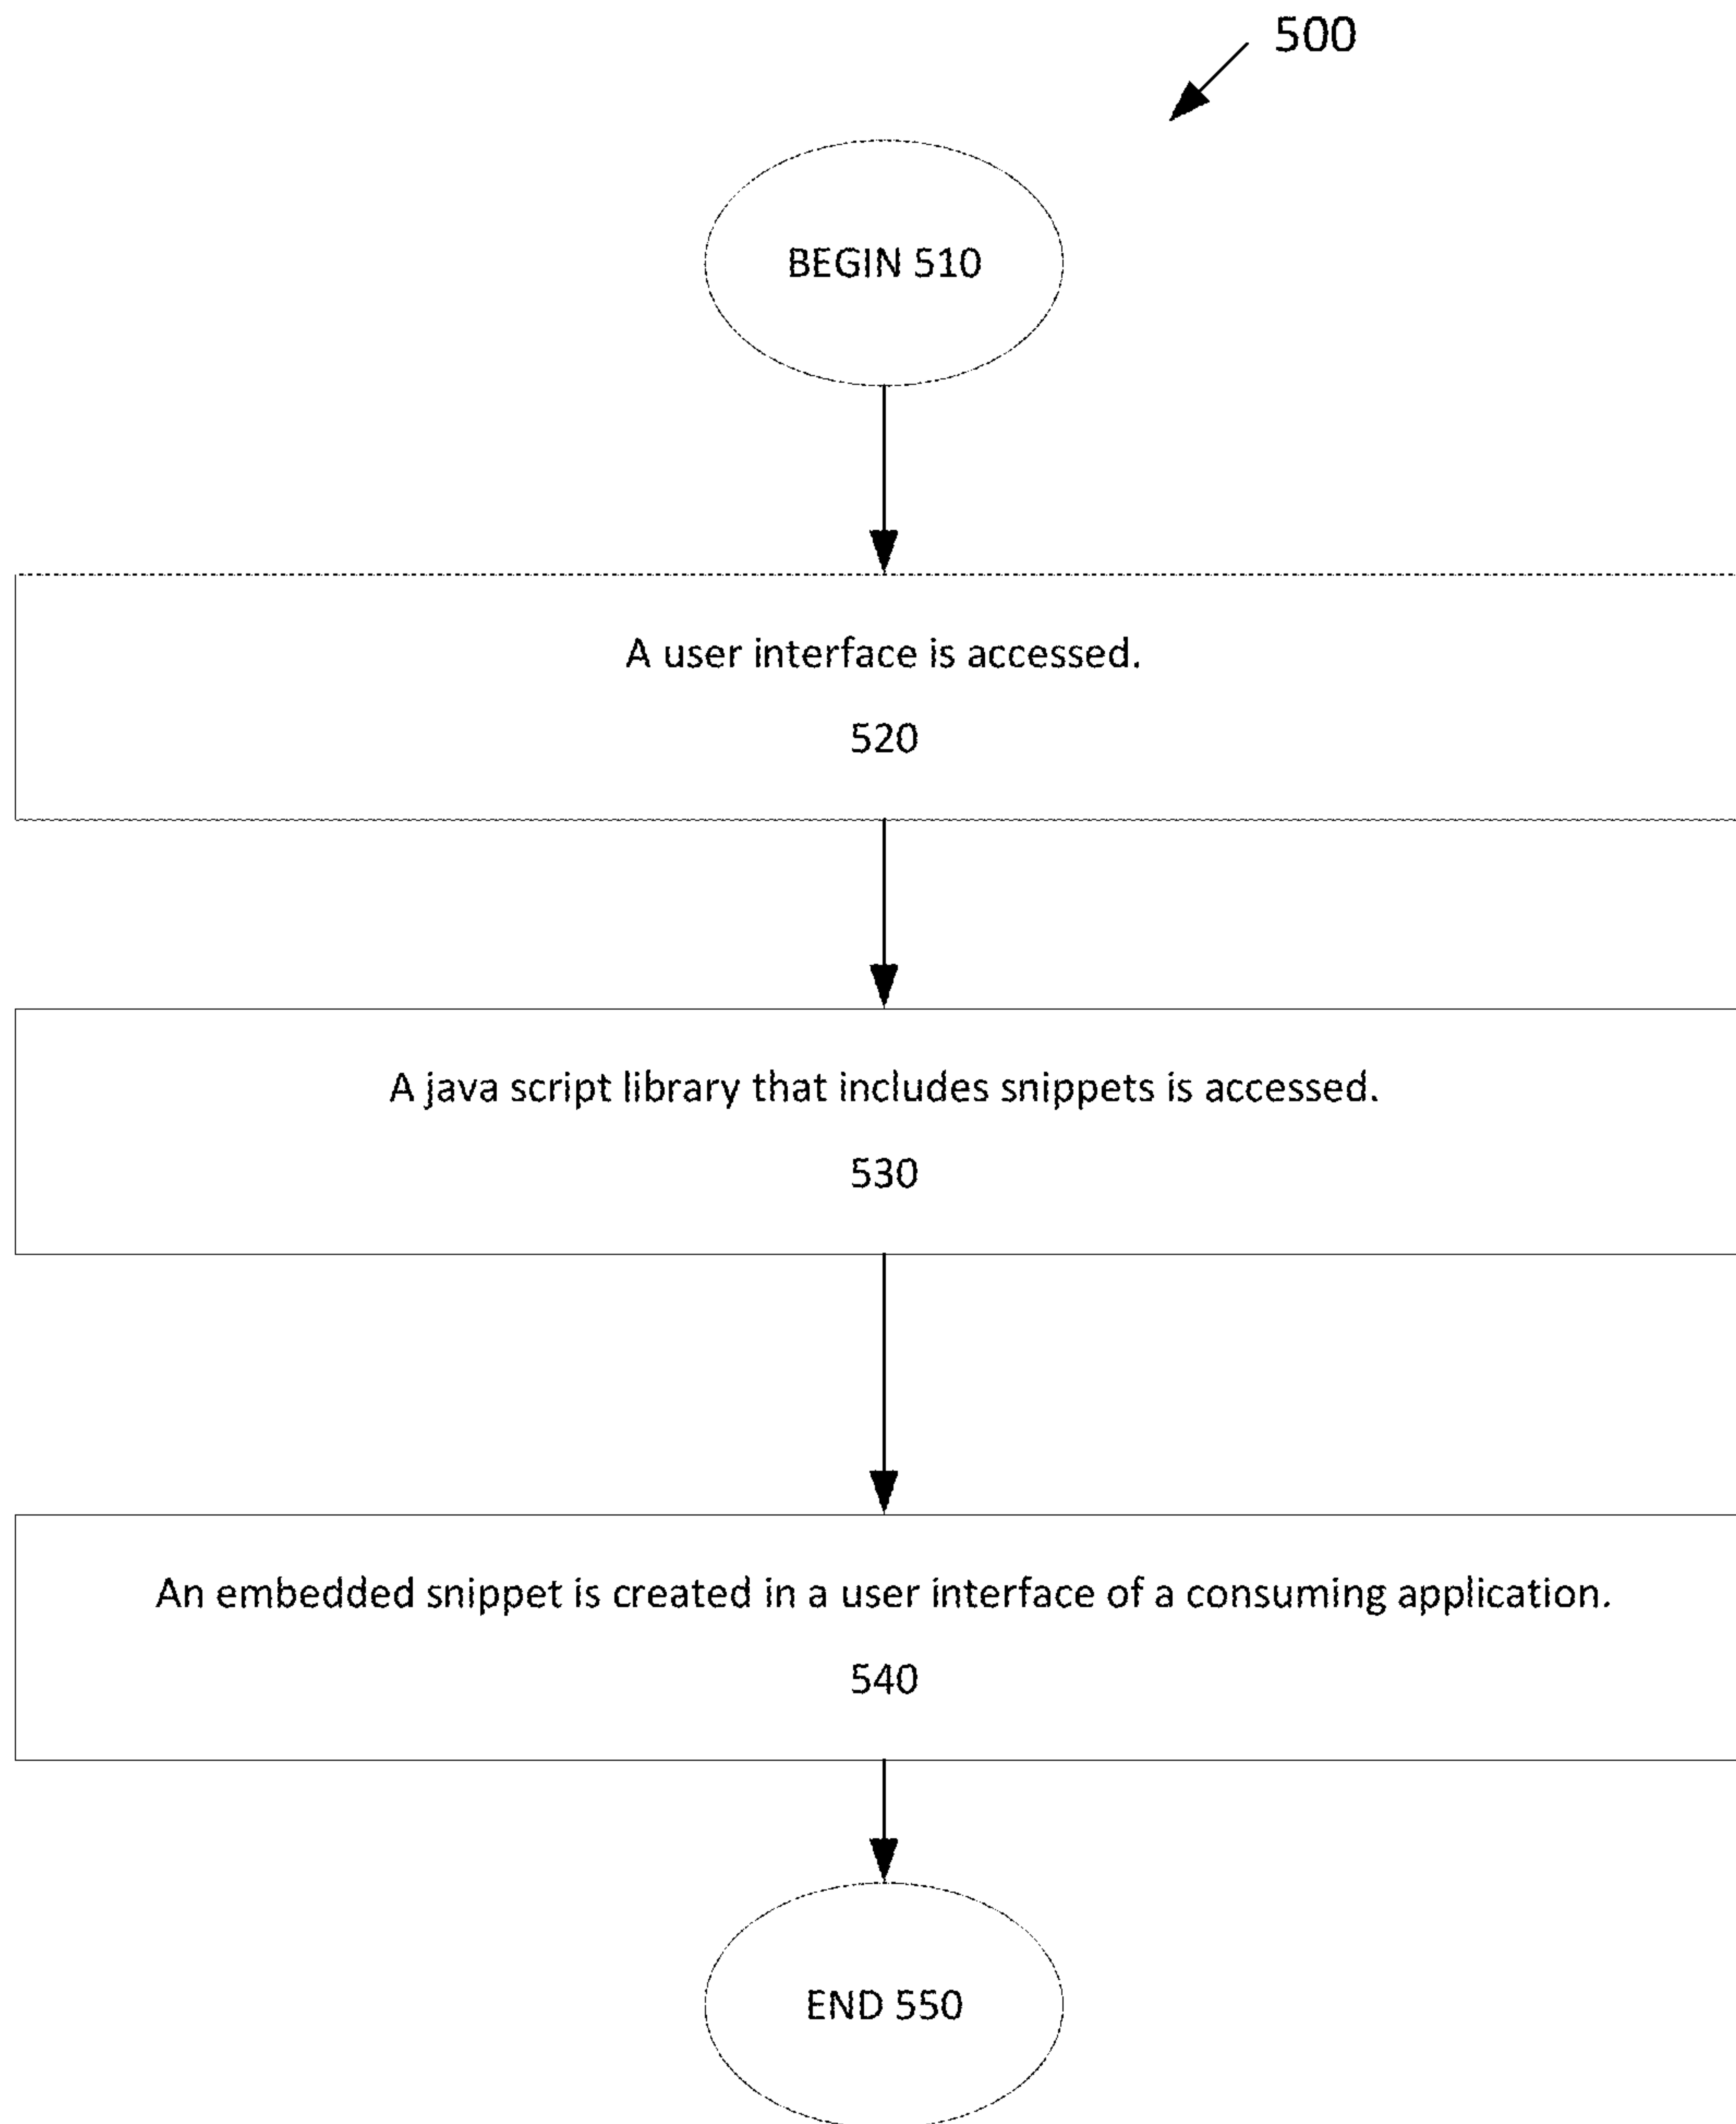 500
BEGIN 510
A user interface is accessed.
520
A java script library that includes snippets is accessed.
530
An embedded snippet is created in a user interface of a consuming application.
540
END 550